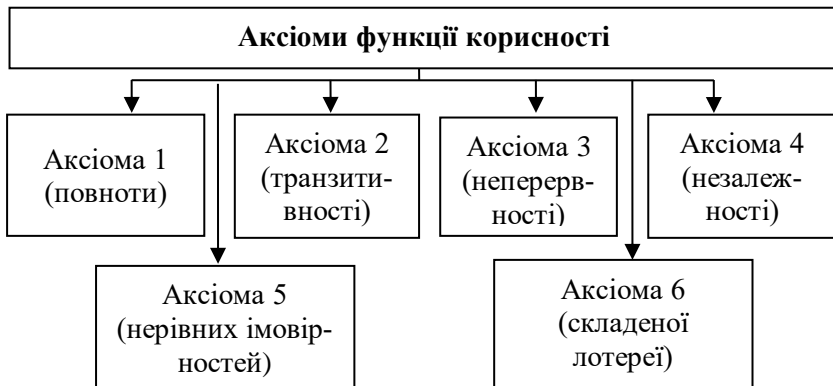 Аксіоми функції корисності
Аксіома 1
(повноти)
Аксіома 2
(транзити-
вності)
Аксіома 3
(неперерв-
ності)
Аксіома 4
(незалеж-
ності)
Аксіома 5
(нерівних імовір-
ностей)
Аксіома 6
(складеної
лотереї)